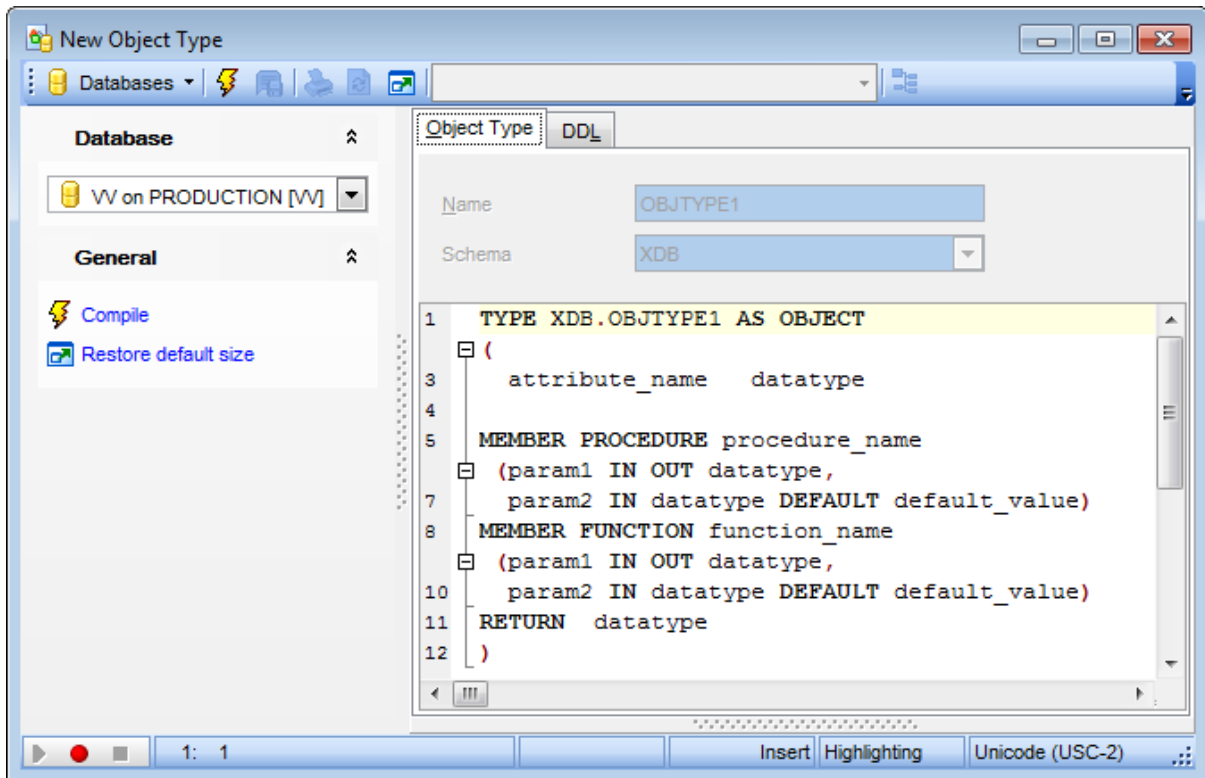 New Object Type
Databases
Database
VV on PRODUCTION [VV]
General
Compile
Restore default size
Object Type DDL
Name OBJTYPE1
Schema XDB
1 TYPE XDB.OBJTYPE1 AS OBJECT
(
3 attribute_name datatype
4
5 MEMBER PROCEDURE procedure_name
(param1 IN OUT datatype,
7 param2 IN datatype DEFAULT default_value)
8 MEMBER FUNCTION function_name
(param1 IN OUT datatype,
10 param2 IN datatype DEFAULT default_value)
11 RETURN datatype
12 )
1: 1 Insert Highlighting Unicode (USC-2)